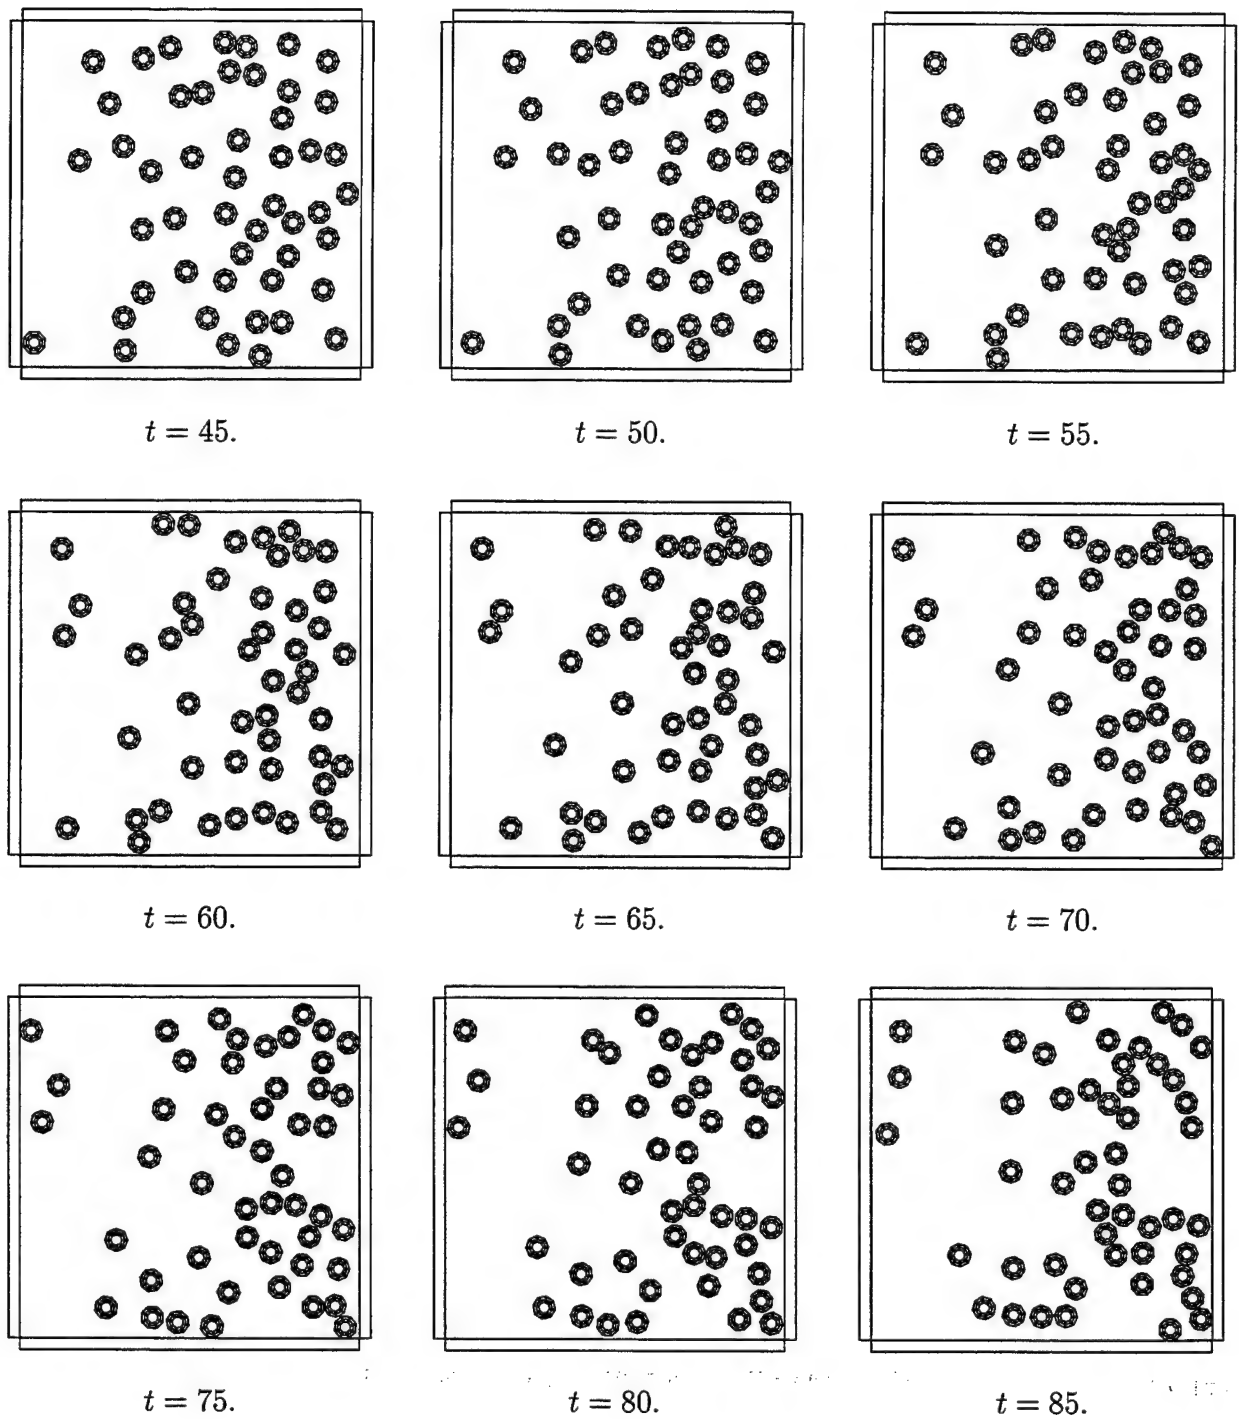 t = 45.
t = 50.
t = 55.
t = 60.
t = 65.
t = 70.
t = 75.
t = 80.
t = 85.